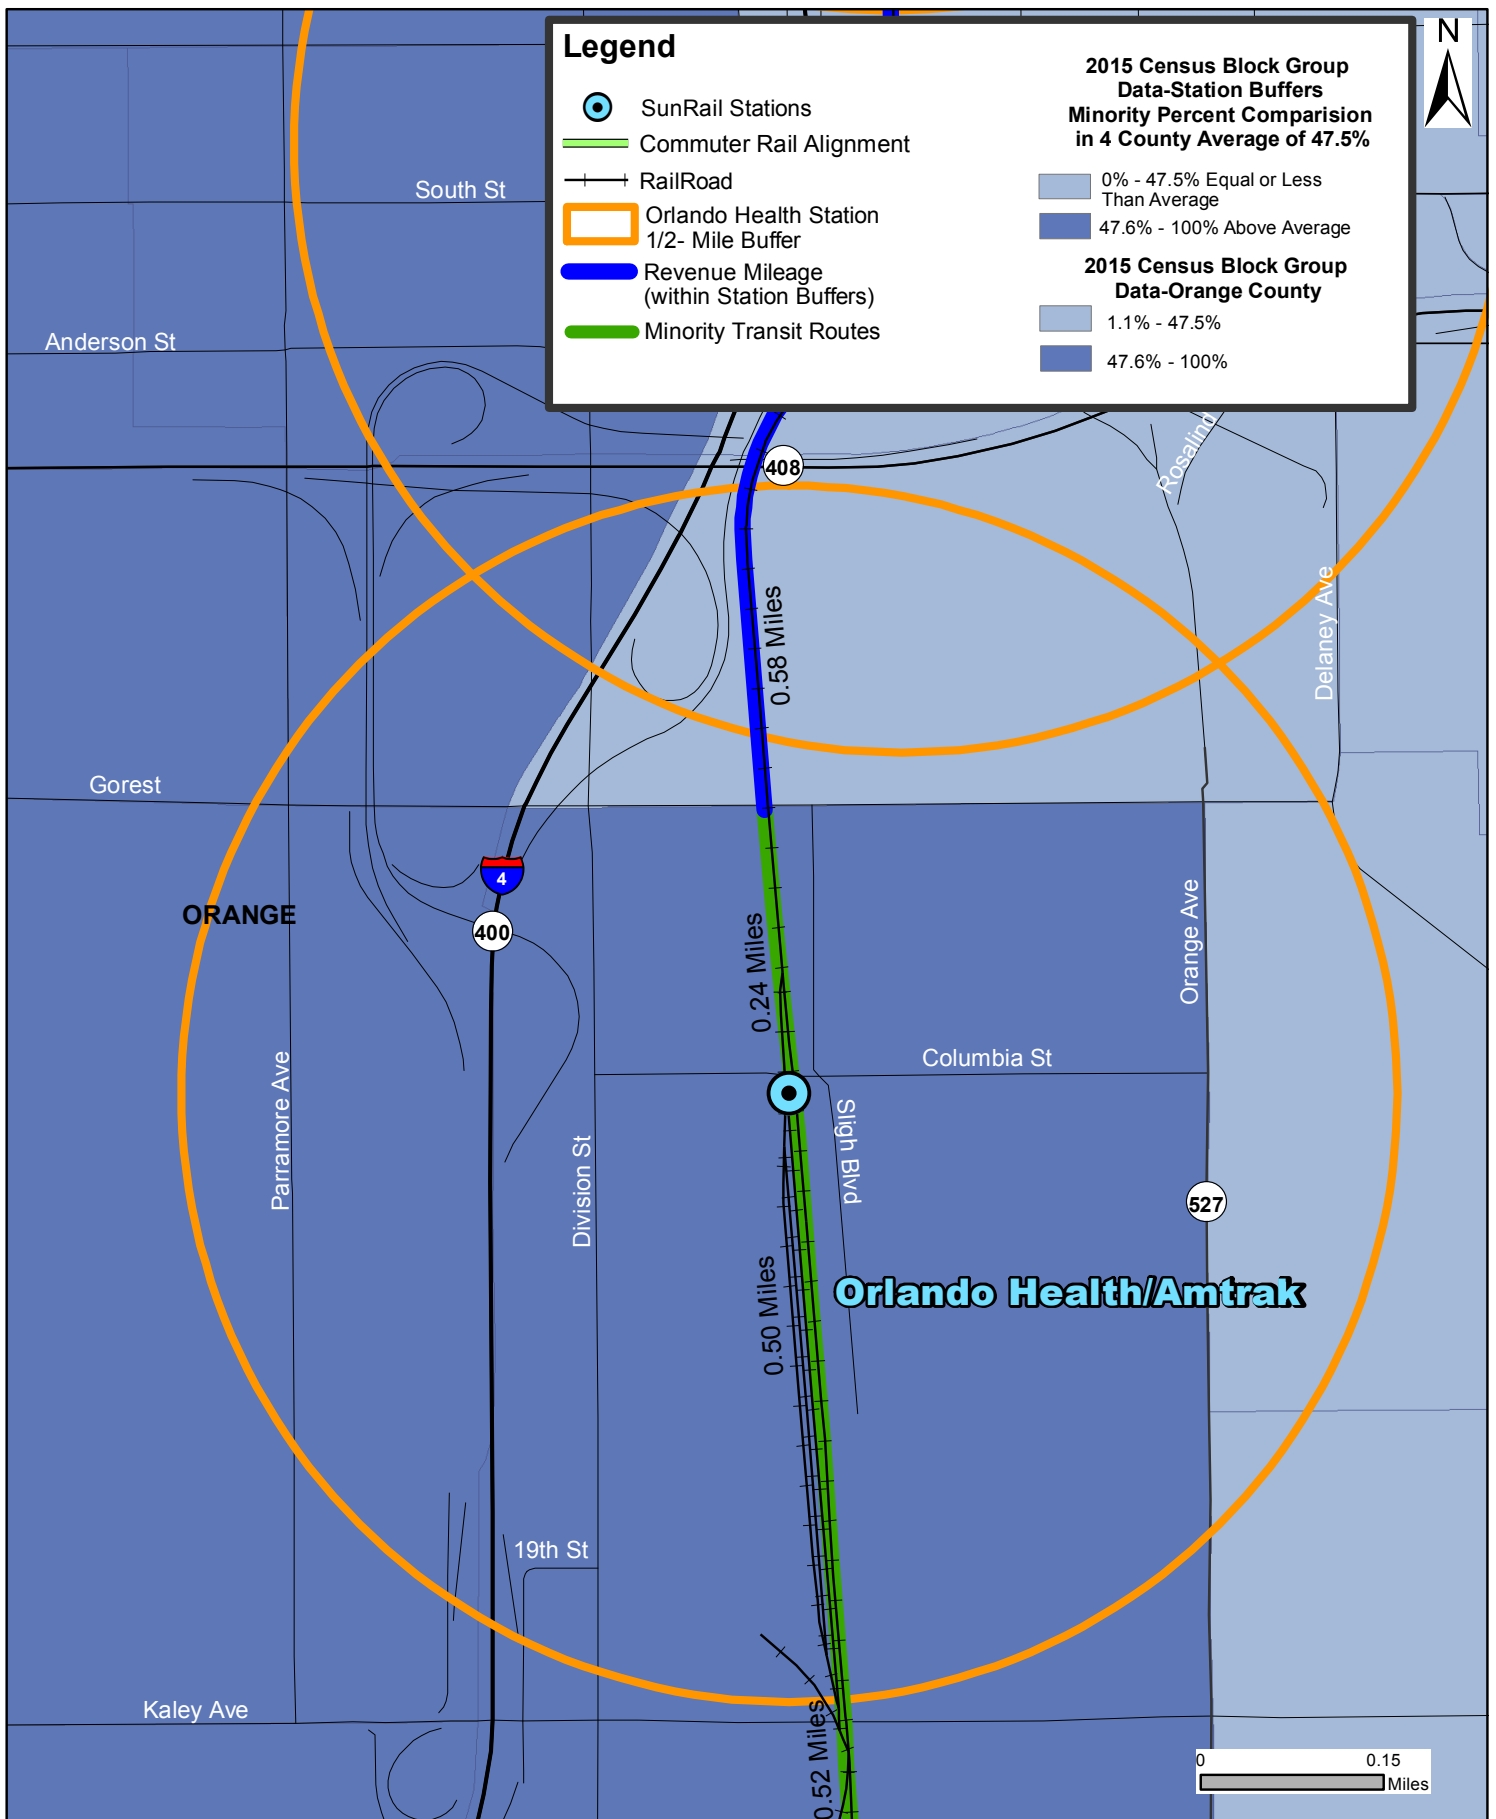 Legend
SunRail Stations
Commuter Rail Alignment
RailRoad
Orlando Health Station
1/2- Mile Buffer
Revenue Mileage
(within Station Buffers)
Minority Transit Routes
2015 Census Block Group
Data-Station Buffers
Minority Percent Comparision
in 4 County Average of 47.5%
0% - 47.5% Equal or Less
Than Average
47.6% - 100% Above Average
2015 Census Block Group
Data-Orange County
1.1% - 47.5%
47.6% - 100%
N
South St
Anderson St
408
Rosalind
Delaney Ave
0.58 Miles
Gorest
4
400
ORANGE
0.24 Miles
Orange Ave
Columbia St
Parramore Ave
Division St
Sligh Blvd
527
0.50 Miles
Orlando Health/Amtrak
19th St
Kaley Ave
0.52 Miles
0 0.15
Miles